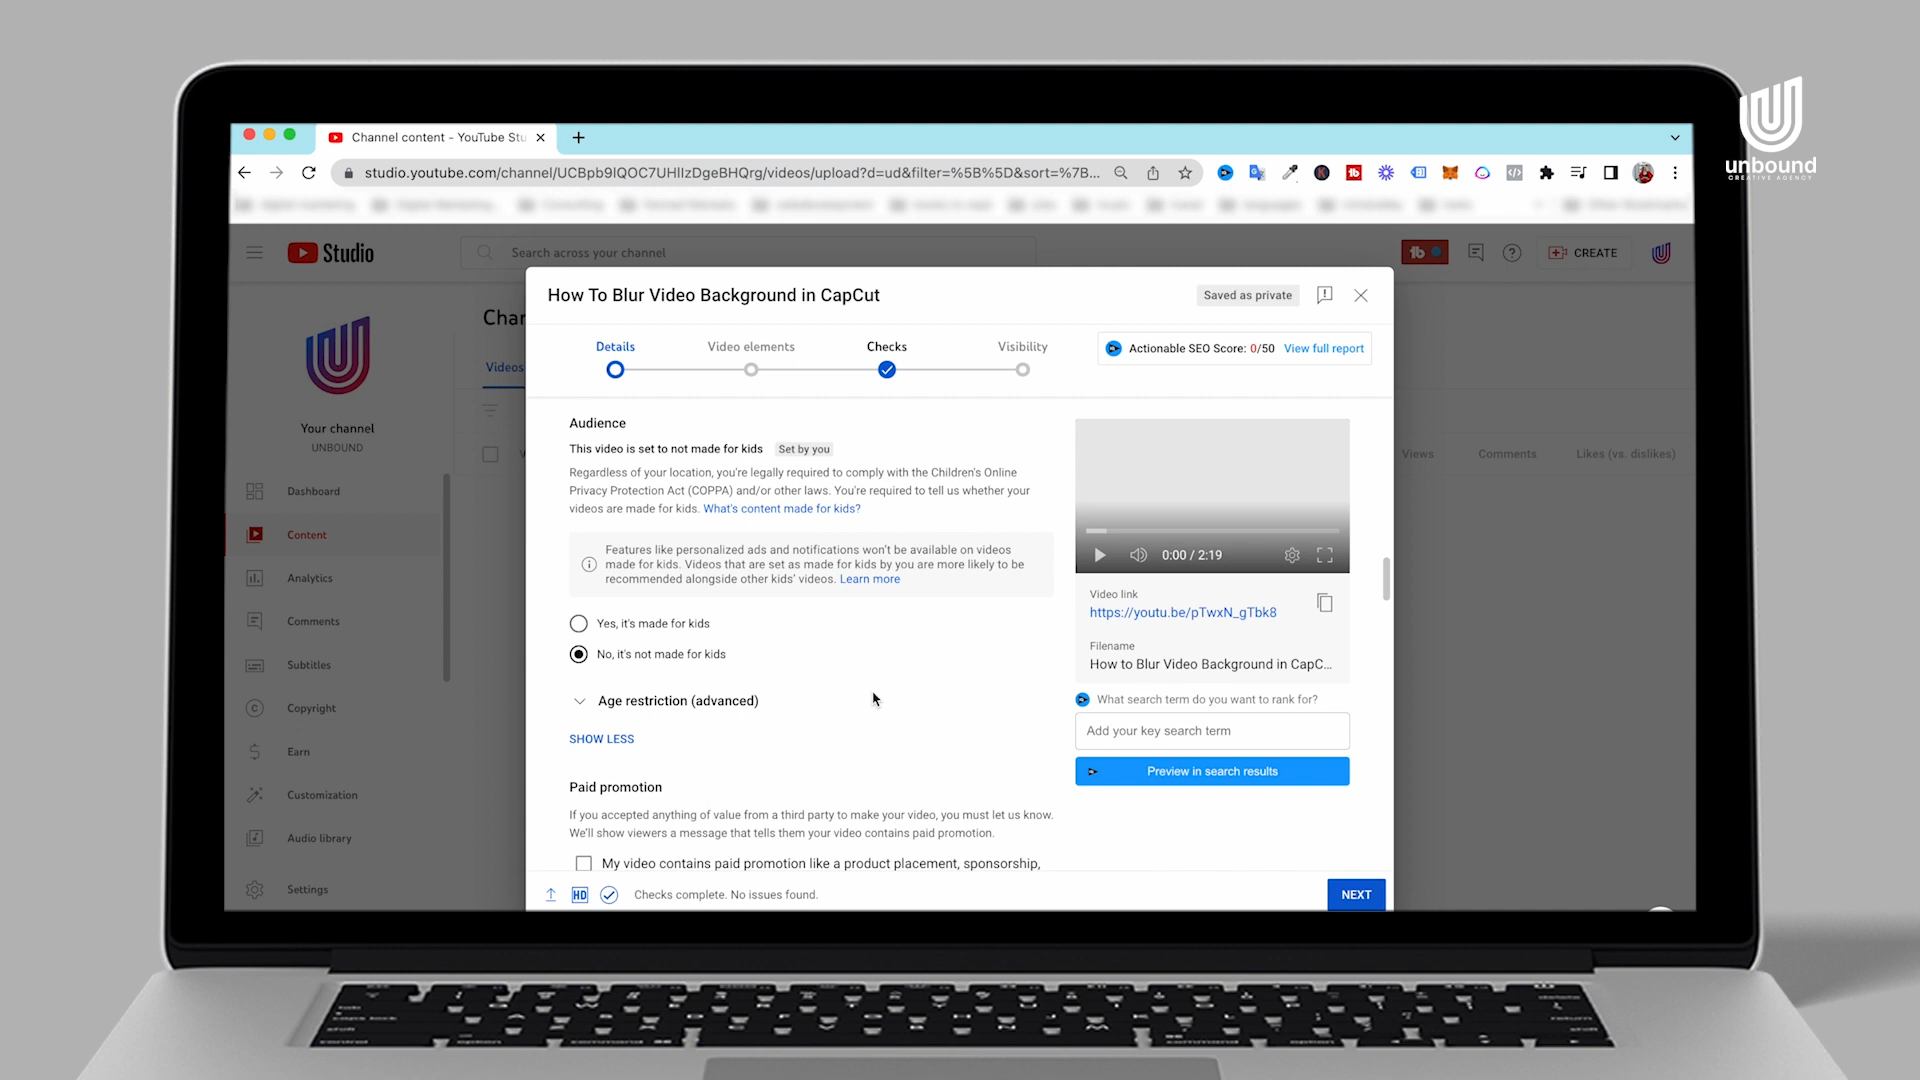 unbound
CREATIVE AGENCY
Channel content - YouTube Stu
studio.youtube.com/channel/UCBpb9IQOC7UHIIzDgeBHQrg/videos/upload?d=ud&filter=%5B%5D&sort=%7B...
Studio
Search across your channel
CREATE
How To Blur Video Background in CapCut
Saved as private
Details
Video elements
Checks
Visibility
Actionable SEO Score: 0/50 View full report
Your channel
UNBOUND
Dashboard
Content
Analytics
Comments
Subtitles
Copyright
Earn
Customization
Audio library
Settings
Videos
Views
Comments
Likes (vs. dislikes)
Audience
This video is set to not made for kids Set by you
Regardless of your location, you're legally required to comply with the Children's Online
Privacy Protection Act (COPPA) and/or other laws. You're required to tell us whether your
videos are made for kids. What's content made for kids?
Features like personalized ads and notifications won't be available on videos
made for kids. Videos that are set as made for kids by you are more likely to be
recommended alongside other kids' videos. Learn more
Yes, it's made for kids
No, it's not made for kids
Age restriction (advanced)
SHOW LESS
Paid promotion
If you accepted anything of value from a third party to make your video, you must let us know.
We'll show viewers a message that tells them your video contains paid promotion.
My video contains paid promotion like a product placement, sponsorship,
0:00 / 2:19
Video link
https://youtu.be/pTwxN_gTbk8
Filename
How to Blur Video Background in CapC...
What search term do you want to rank for?
Add your key search term
Preview in search results
HD
Checks complete. No issues found.
NEXT